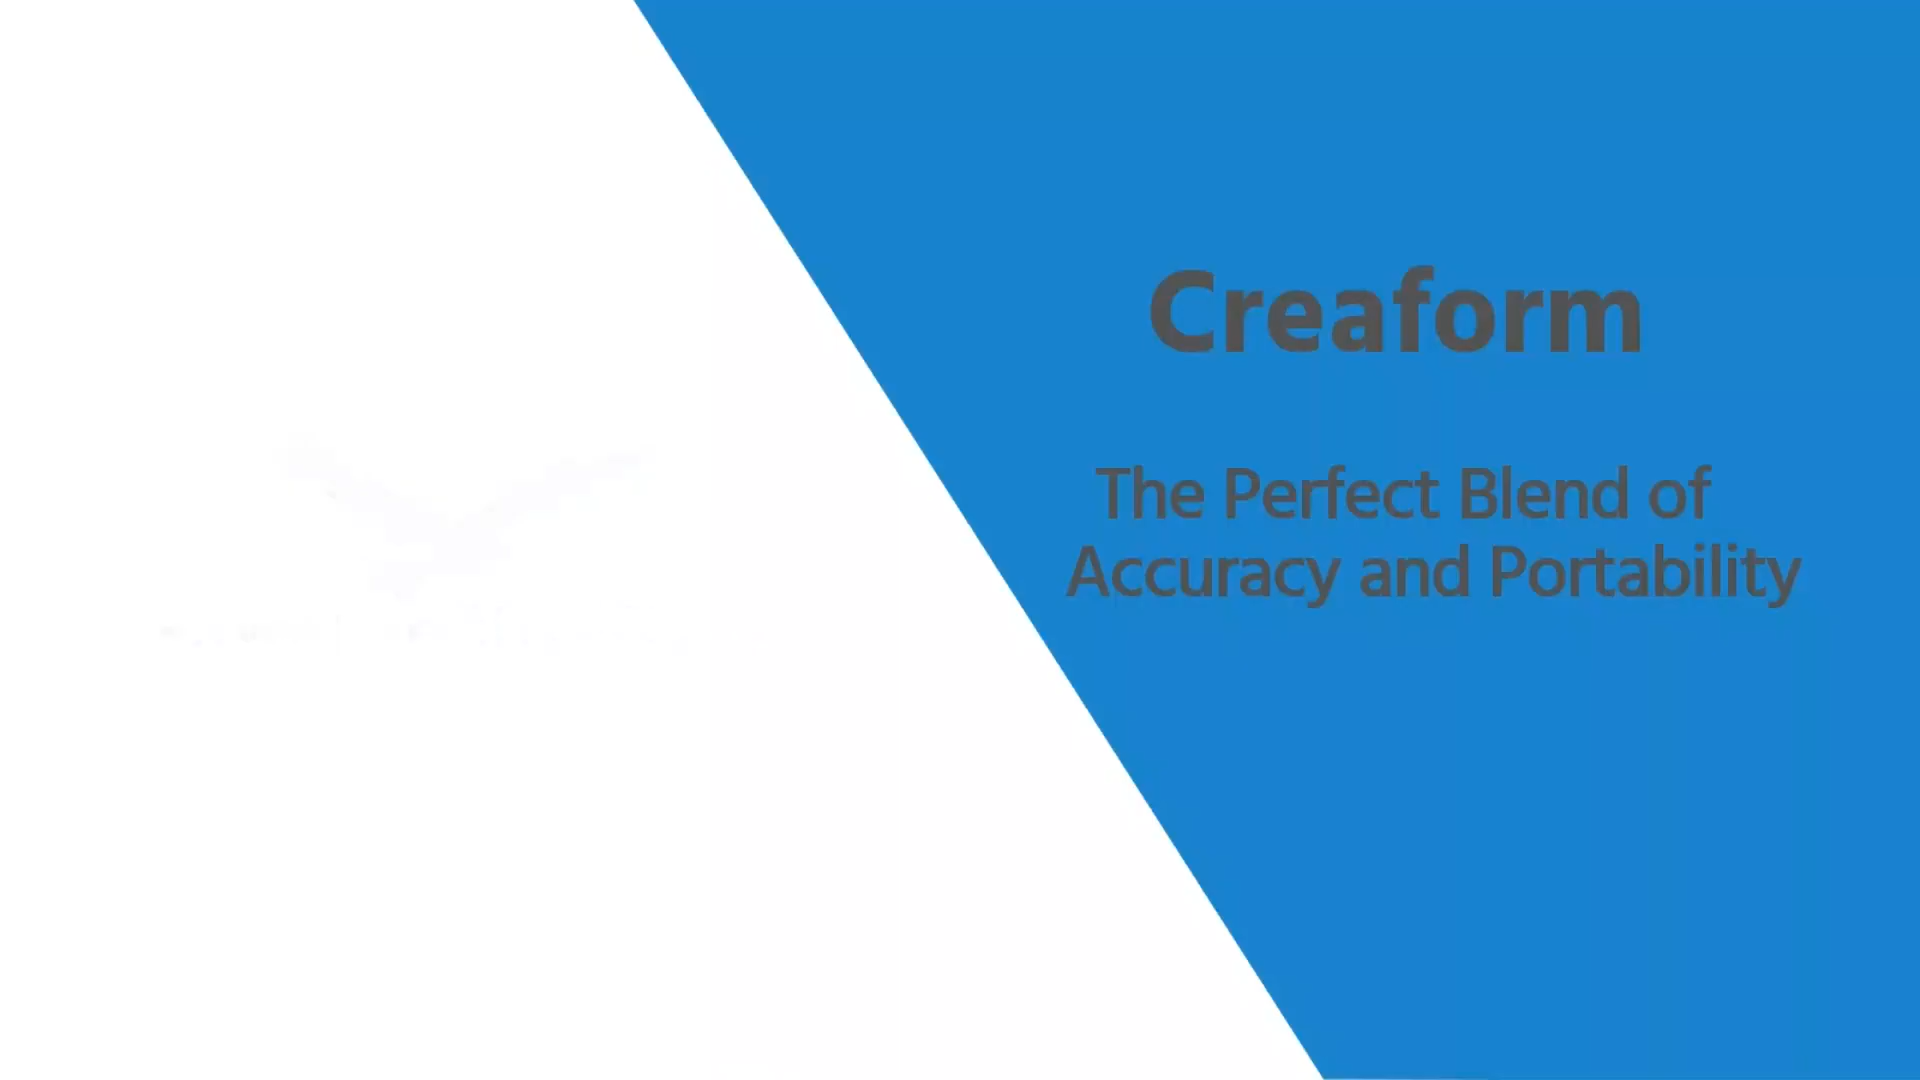 Creaform
The Perfect Blend of
Accuracy and Portability